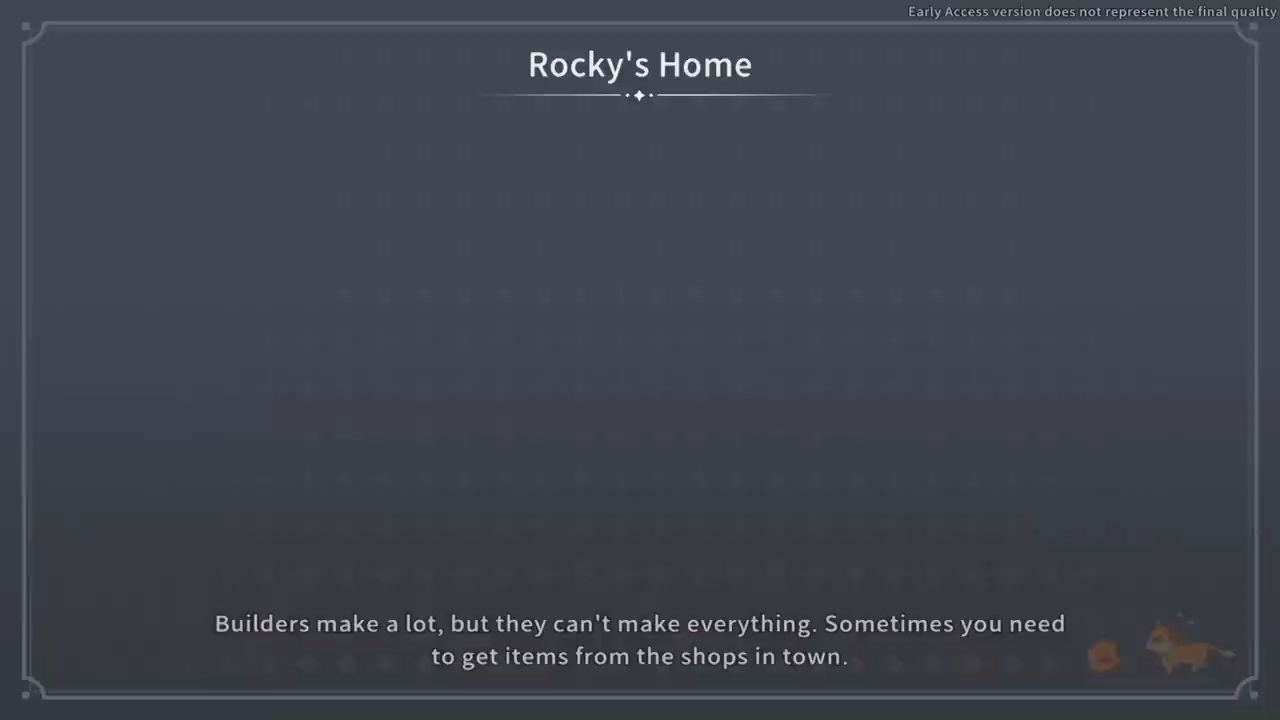 Early Access version does not represent the final quality
Rocky's Home
Builders make a lot, but they can't make everything. Sometimes you need
to get items from the shops in town.